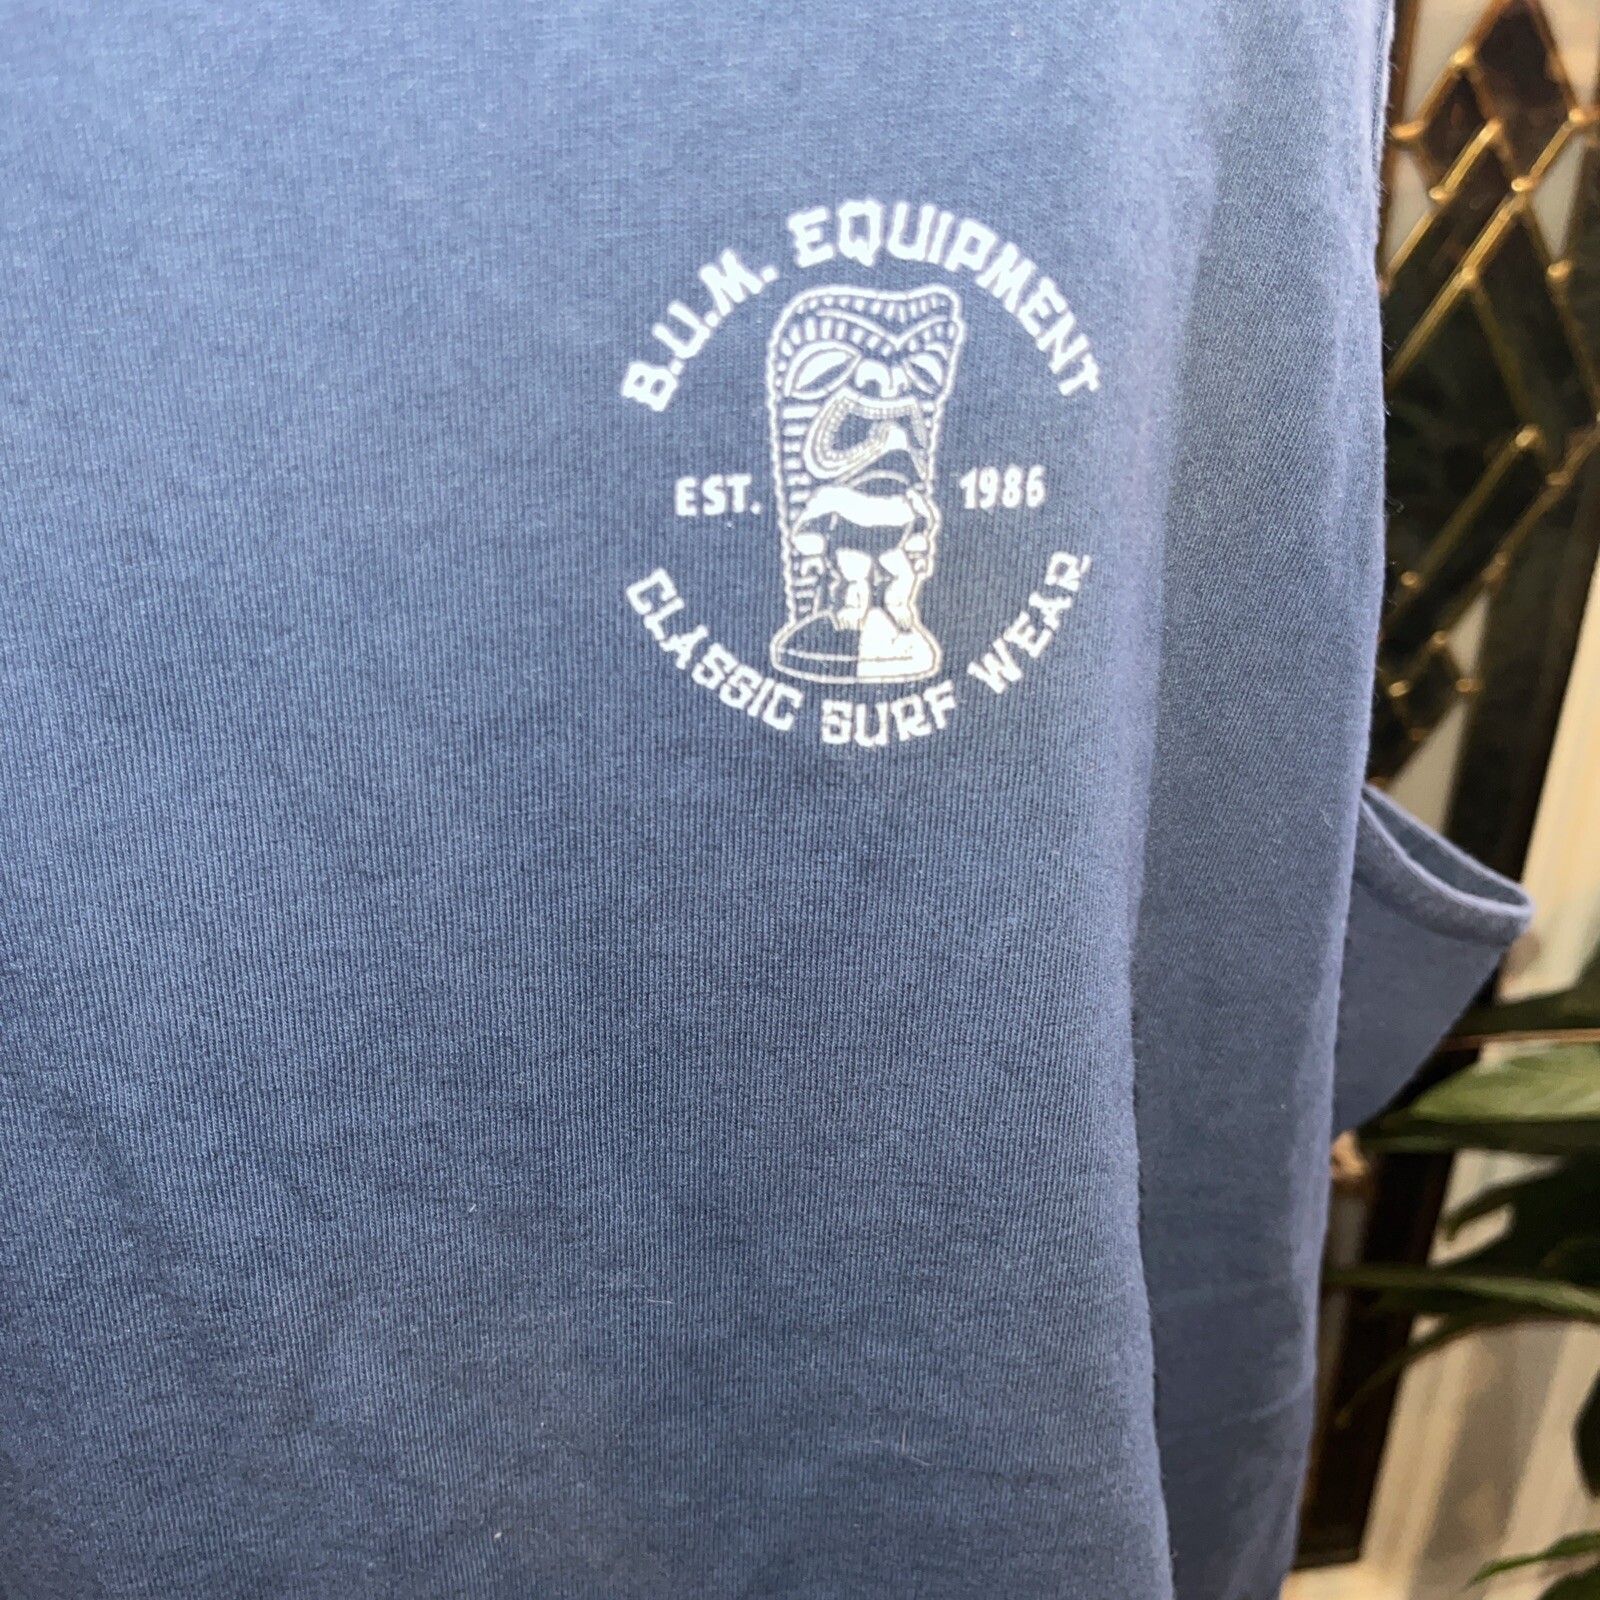 B.U.M. EQUIPMENT
EST. 1986
CLASSIC SURF WEAR